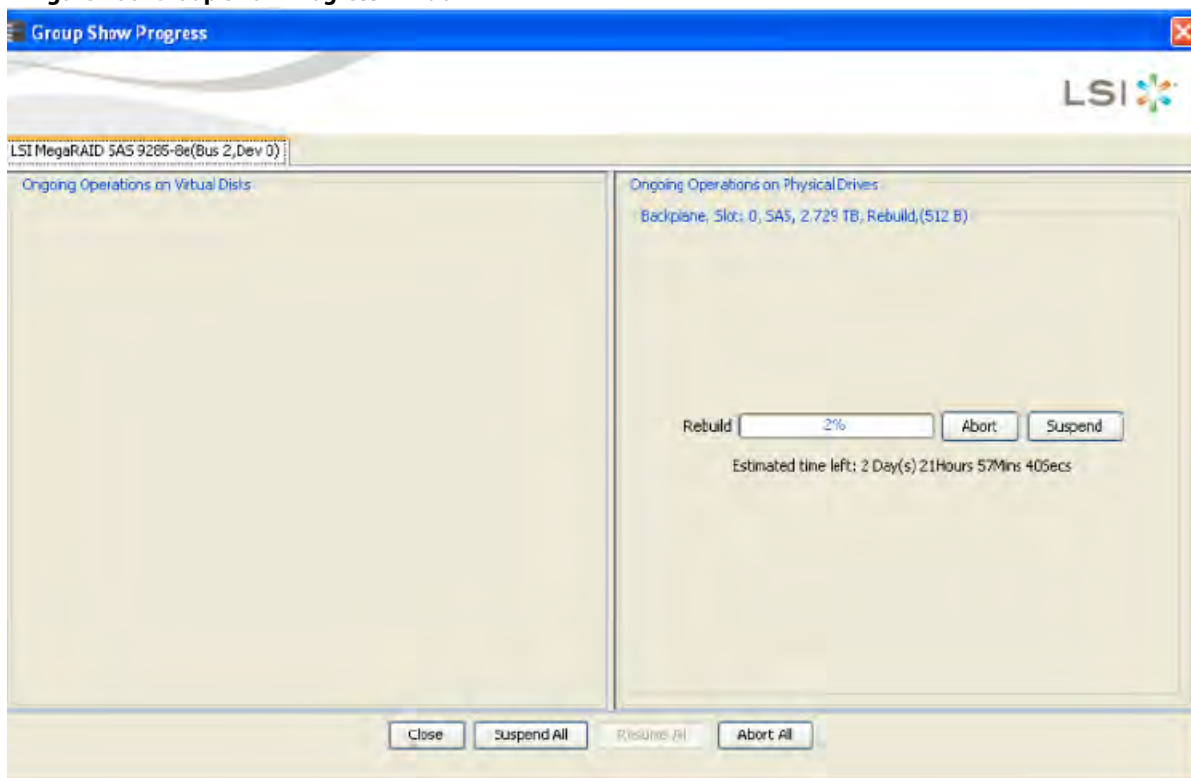 Group Show Progress
LSI
LSI MegaRAID SAS 9285-8e(Bus 2,Dev 0)
Ongoing Operations on Virtual Disks
Ongoing Operations on Physical Drives
Backplane, Slot: 0, SAS, 2.729 TB, Rebuild,(512 B)
Rebuild 2% Abort Suspend
Estimated time left: 2 Day(s) 21Hours 57Mins 40Secs
Close Suspend All Resume All Abort All